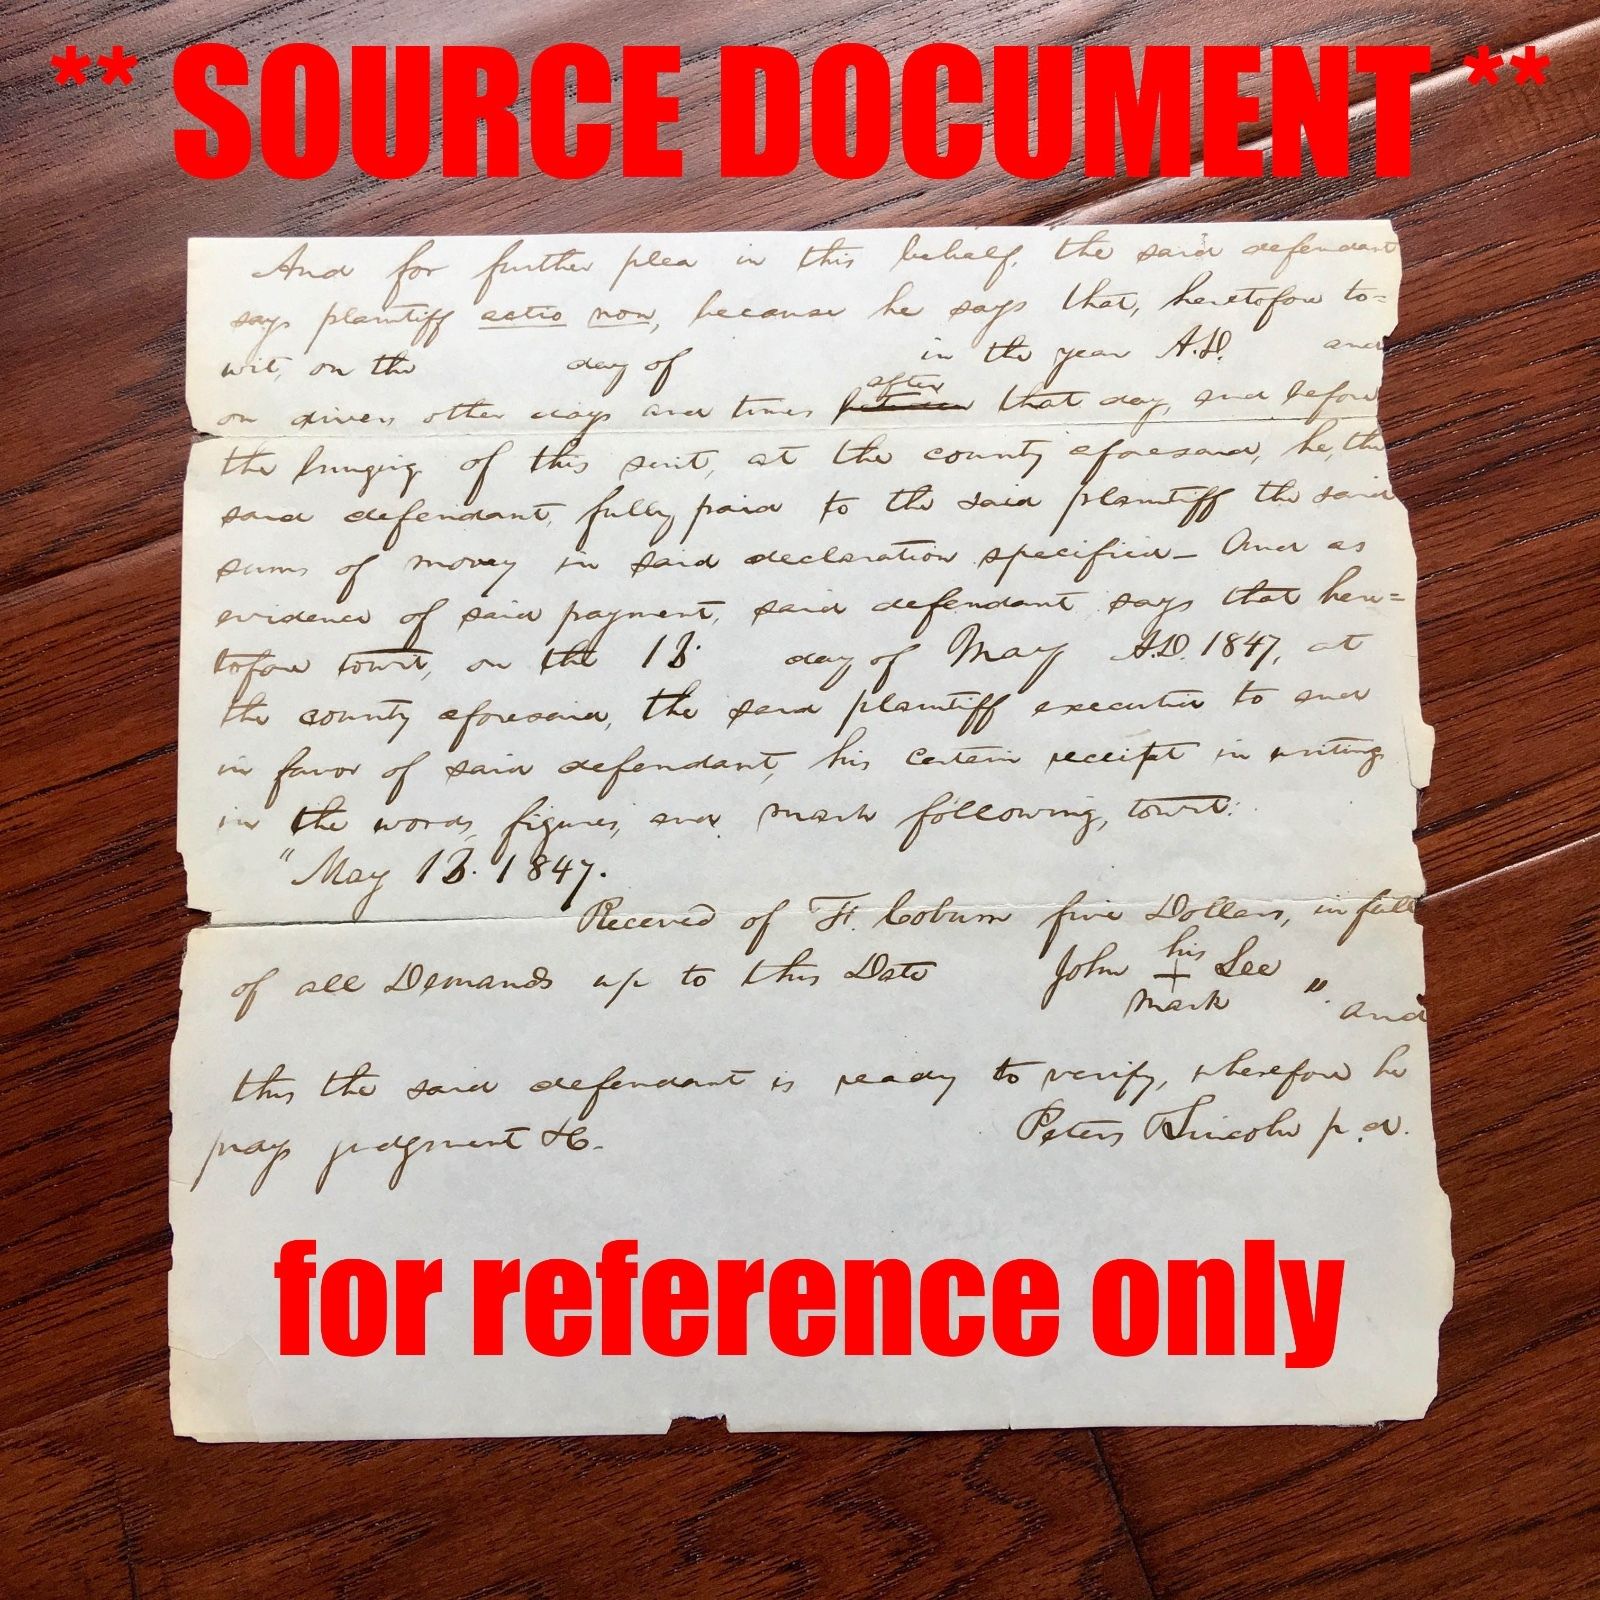 ** SOURCE DOCUMENT **
And for further plea in this behalf, the said defendant
says plaintiff actio non, because he says that, heretofore to=
wit, on the day of in the year A.D. and
after
on divers other days and times between that day, and before
the bringing of this suit, at the county aforesaid, he, the
said defendant, fully paid to the said plaintiff the said
sums of money in said declaration specified— And as
evidence of said payment, said defendant says that here=
tofore towit, on the 13. day of May A.D. 1847, at
the county aforesaid, the said plaintiff executed to and
in favor of said defendant, his certain receipt in writing
in the words, figures, and mark following, towit:
"May 13. 1847.
Received of F. Coburn five Dollars, in full
of all Demands up to this Date
his
John + Lee
mark " and
this the said defendant is ready to verify, wherefore he
prays judgment &c.
Peters & Lincoln p. d.
for reference only